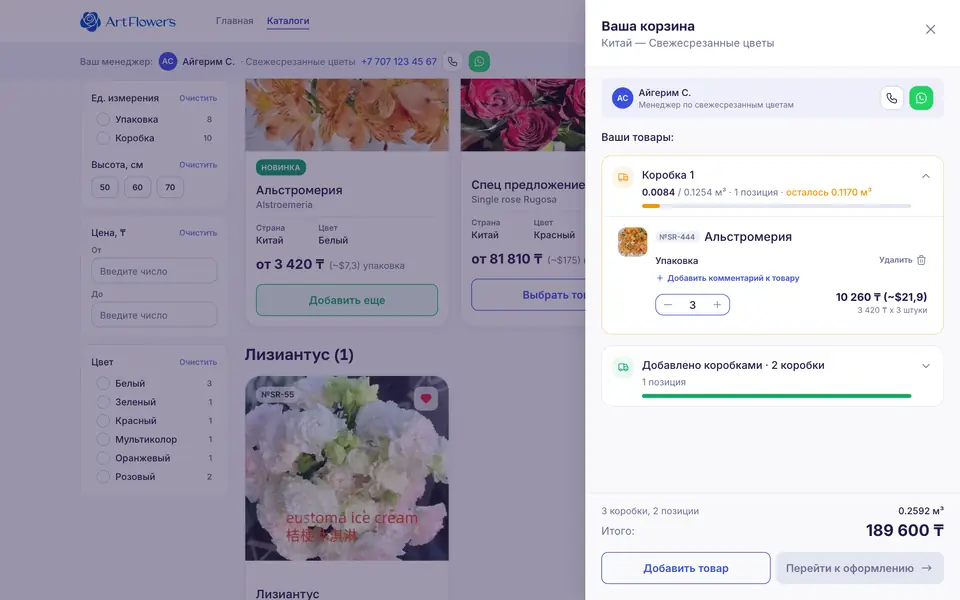 ArtFlowers
Главная
Каталоги
Ваш менеджер: АС Айгерим С. · Свежесрезанные цветы +7 707 123 45 67
Ед. измерения Очистить
Упаковка 8
Коробка 10
Высота, см Очистить
50 60 70
Цена, ₸ Очистить
От
Введите число
До
Введите число
Цвет Очистить
Белый 3
Зеленый 1
Красный 1
Мультиколор 1
Оранжевый 1
Розовый 2
НОВИНКА
Альстромерия
Alstroemeria
Страна Цвет
Китай Белый
от 3 420 ₸ (~$7,3) упаковка
Добавить еще
Спец предложение
Single rose Rugosa
Страна Цвет
Китай Красный
от 81 810 ₸ (~$175)
Выбрать
Лизиантус (1)
№SR-55
eustoma ice cream
桔梗冰淇淋
Лизиантус
Ваша корзина
Китай — Свежесрезанные цветы
АС
Айгерим С.
Менеджер по свежесрезанным цветам
Ваши товары:
Коробка 1
0.0084 / 0.1254 м³ · 1 позиция · осталось 0.1170 м³
№SR-444 Альстромерия
Упаковка
Удалить
+ Добавить комментарий к товару
− 3 +
10 260 ₸ (~$21,9)
3 420 ₸ x 3 штуки
Добавлено коробками · 2 коробки
1 позиция
3 коробки, 2 позиции 0.2592 м³
Итого: 189 600 ₸
Добавить товар
Перейти к оформлению →